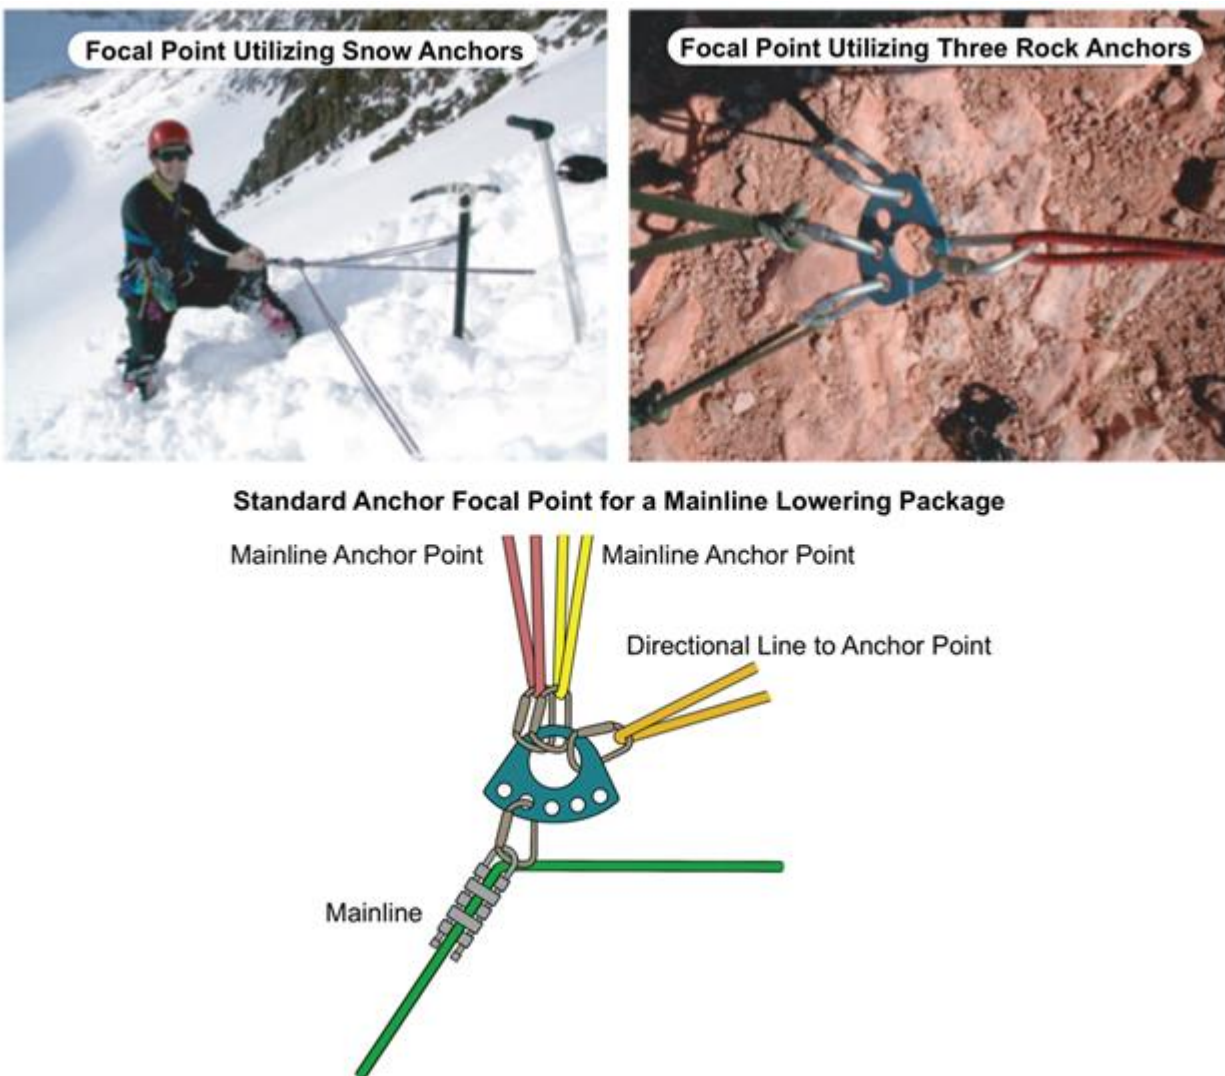 Focal Point Utilizing Snow Anchors
Focal Point Utilizing Three Rock Anchors
Standard Anchor Focal Point for a Mainline Lowering Package
Mainline Anchor Point
Mainline Anchor Point
Directional Line to Anchor Point
Mainline